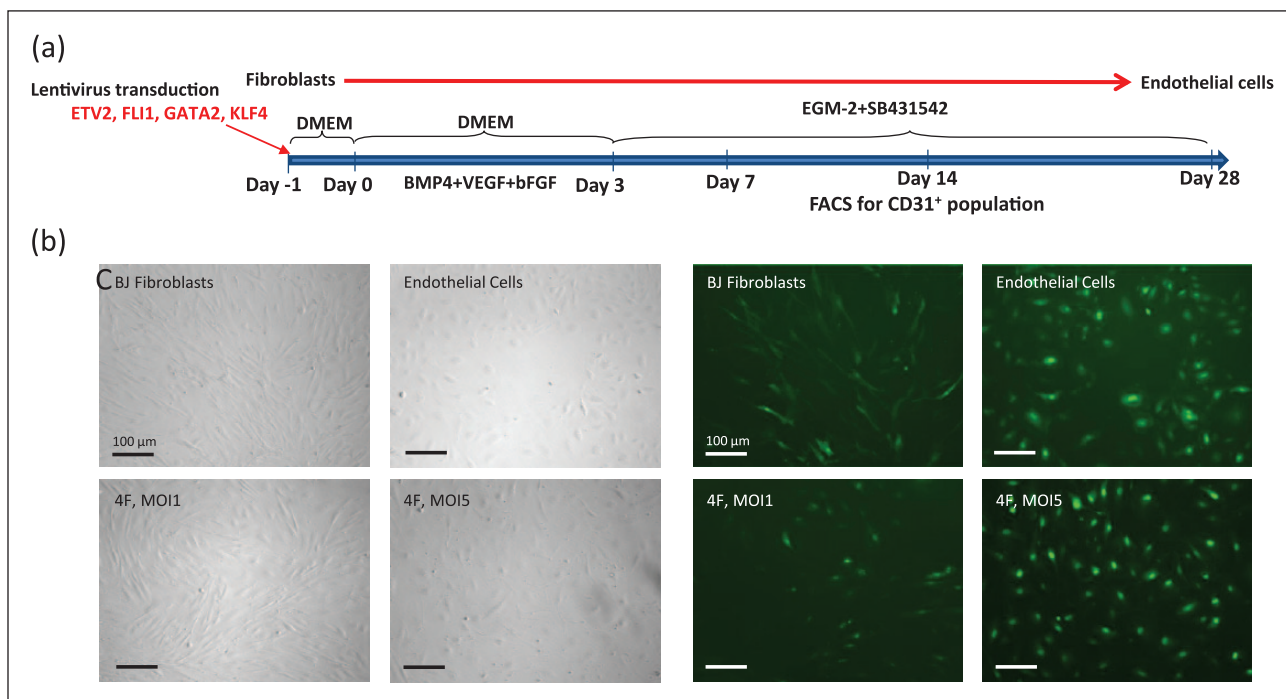 (a)
Fibroblasts
Endothelial cells
Lentivirus transduction
ETV2, FLI1, GATA2, KLF4
DMEM
DMEM
EGM-2+SB431542
Day -1
Day 0
BMP4+VEGF+bFGF
Day 3
Day 7
Day 14
Day 28
FACS for CD31⁺ population
(b)
C
BJ Fibroblasts
100 µm
Endothelial Cells
BJ Fibroblasts
100 µm
Endothelial Cells
4F, MOI1
4F, MOI5
4F, MOI1
4F, MOI5